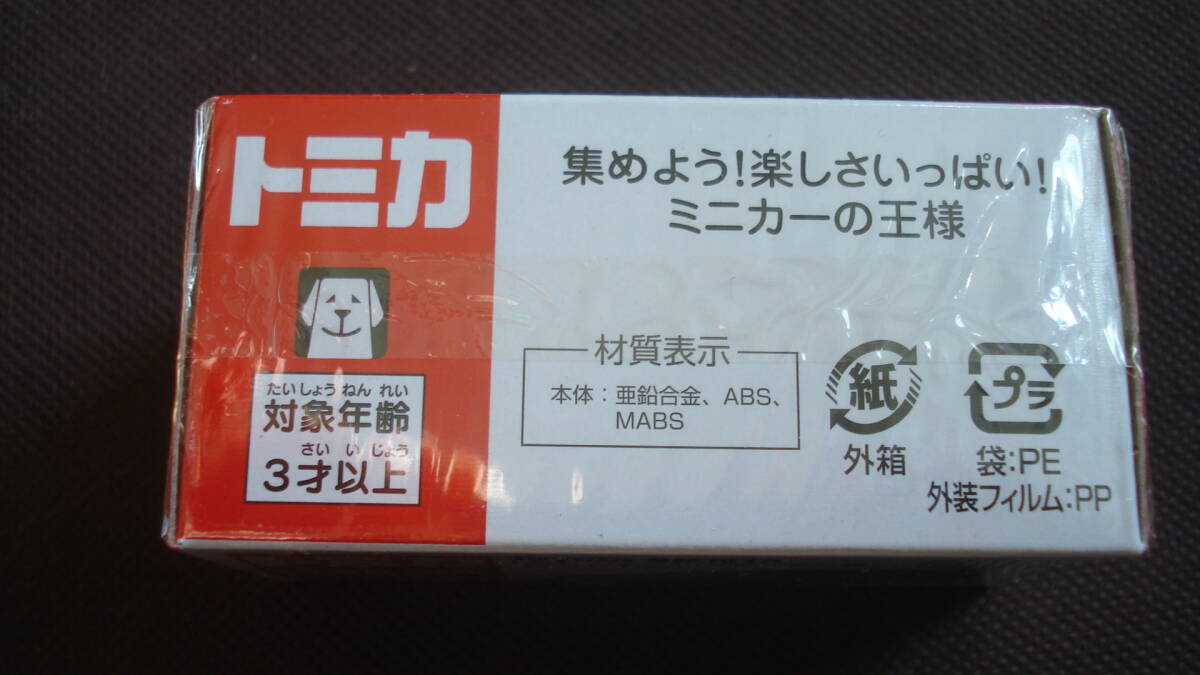 トミカ
たいしょう ねん れい
対象年齢
さい い じょう
3才以上
集めよう!楽しさいっぱい!
ミニカーの王様
材質表示
本体:亜鉛合金、ABS、
MABS
紙
外箱
プラ
袋:PE
外装フィルム:PP